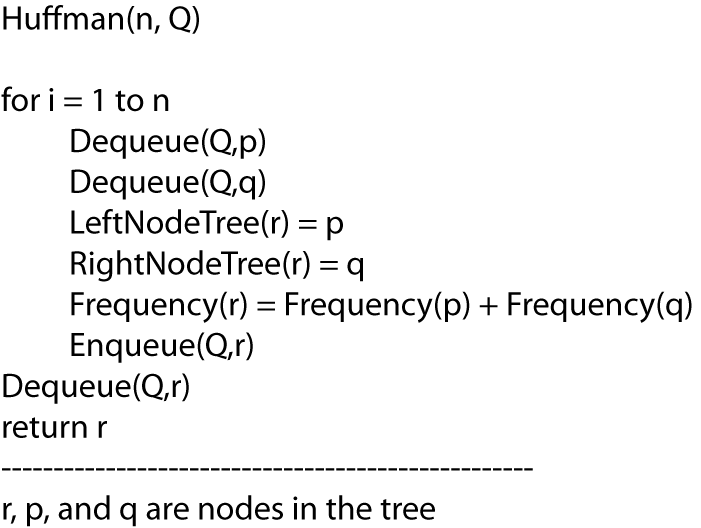 Huffman(n, Q)
for i = 1 to n
Dequeue(Q,p)
Dequeue(Q,q)
LeftNodeTree(r) = p
RightNodeTree(r) = q
Frequency(r) = Frequency(p) + Frequency(q)
Enqueue(Q,r)
Dequeue(Q,r)
return r
---------------------------------------------------
r, p, and q are nodes in the tree